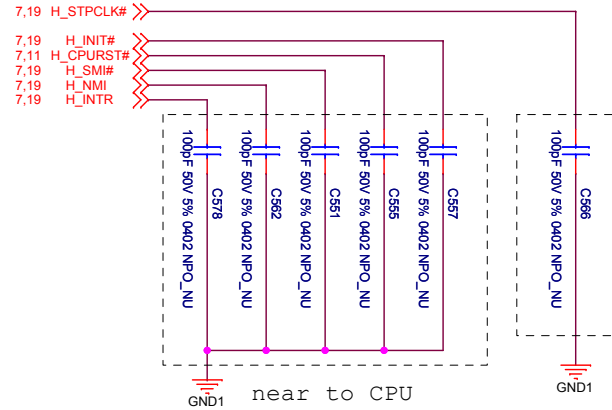 7,19 H_STPCLK#
7,19 H_INIT#
7,11 H_CPURST#
7,19 H_SMI#
7,19 H_NMI
7,19 H_INTR
100pF 50V 5% 0402 NPO_NU
C578
100pF 50V 5% 0402 NPO_NU
C562
100pF 50V 5% 0402 NPO_NU
C551
100pF 50V 5% 0402 NPO_NU
C555
100pF 50V 5% 0402 NPO_NU
C557
100pF 50V 5% 0402 NPO_NU
C566
GND1
near to CPU
GND1